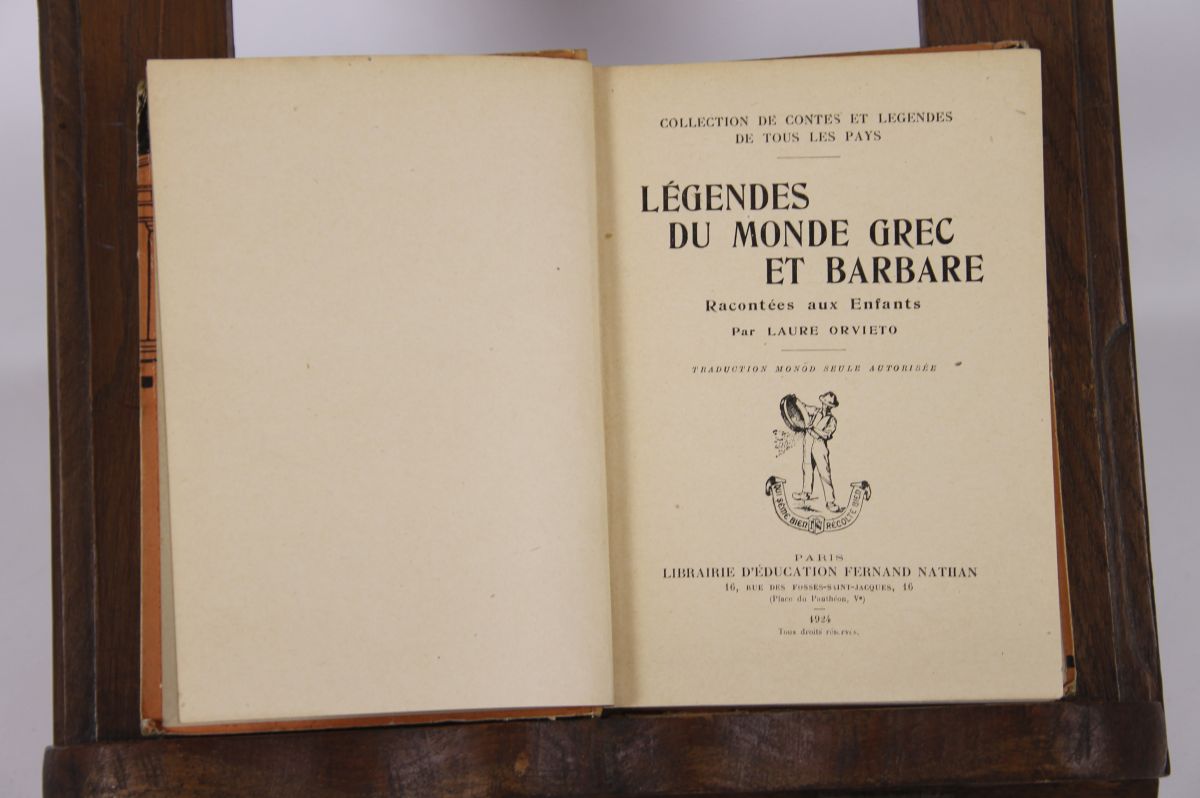 COLLECTION DE CONTES ET LEGENDES
DE TOUS LES PAYS
LÉGENDES
DU MONDE GREC
ET BARBARE
Racontées aux Enfants
Par LAURE ORVIETO
TRADUCTION MONOD SEULE AUTORISÉE
QUI SÈME BIEN RÉCOLTE BIEN
PARIS
LIBRAIRIE D'ÉDUCATION FERNAND NATHAN
16, RUE DES FOSSES-SAINT-JACQUES, 16
(Place du Panthéon, Ve)
1924
Tous droits réservés.